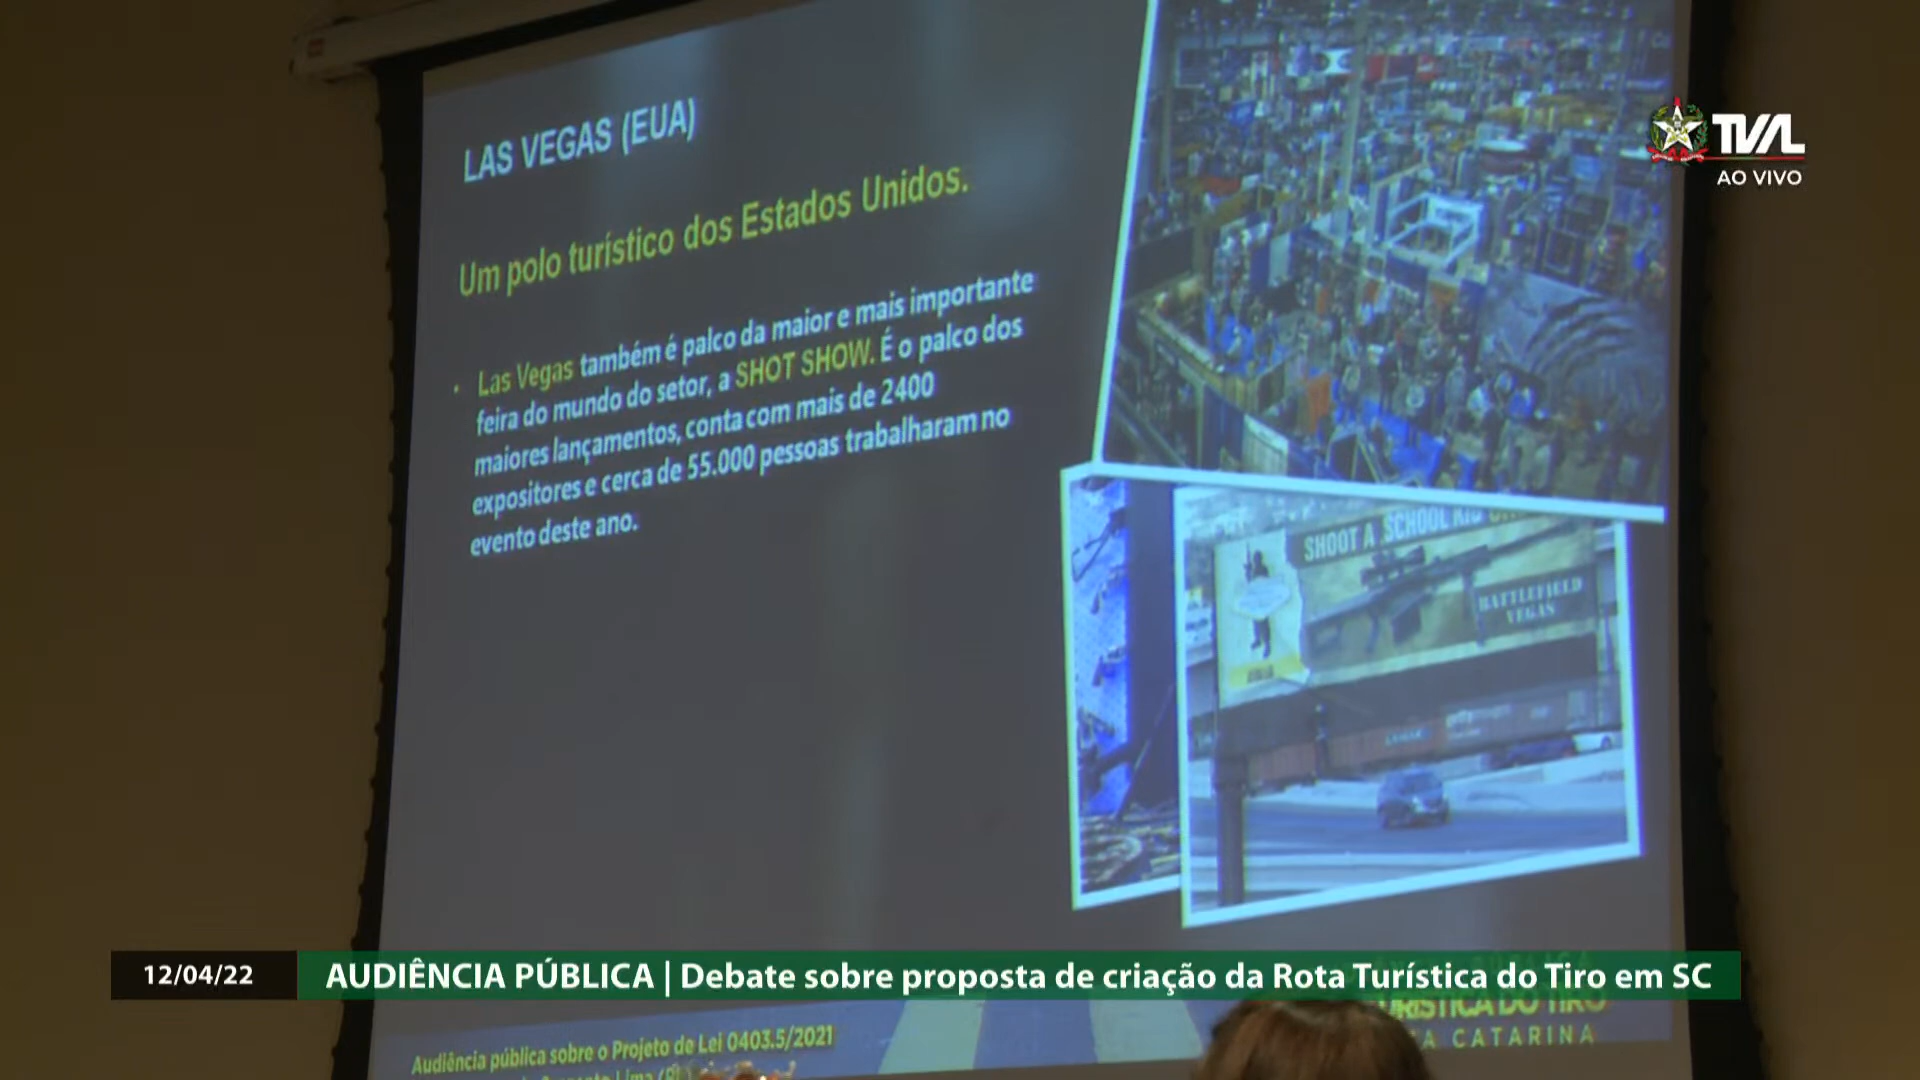 LAS VEGAS (EUA)
Um polo turístico dos Estados Unidos.
• Las Vegas também é palco da maior e mais importante
feira do mundo do setor, a SHOT SHOW. É o palco dos
maiores lançamentos, conta com mais de 2400
expositores e cerca de 55.000 pessoas trabalharam no
evento deste ano.
TVAL
AO VIVO
SHOOT A SCHOOL KID
BATTLEFIELD
VEGAS
12/04/22
AUDIÊNCIA PÚBLICA | Debate sobre proposta de criação da Rota Turística do Tiro em SC
Audiência pública sobre o Projeto de Lei 0403.5/2021
Lima (PL)
TURÍSTICA DO TIRO
CATARINA